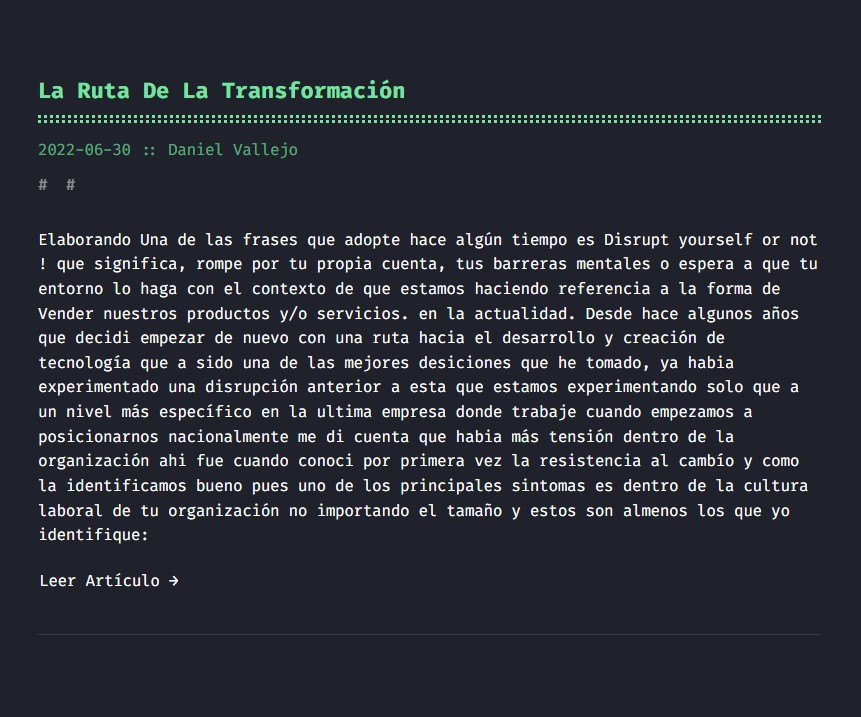 La Ruta De La Transformación
2022-06-30 :: Daniel Vallejo
#  #
Elaborando Una de las frases que adopte hace algún tiempo es Disrupt yourself or not
! que significa, rompe por tu propia cuenta, tus barreras mentales o espera a que tu
entorno lo haga con el contexto de que estamos haciendo referencia a la forma de
Vender nuestros productos y/o servicios. en la actualidad. Desde hace algunos años
que decidi empezar de nuevo con una ruta hacia el desarrollo y creación de
tecnología que a sido una de las mejores desiciones que he tomado, ya habia
experimentado una disrupción anterior a esta que estamos experimentando solo que a
un nivel más específico en la ultima empresa donde trabaje cuando empezamos a
posicionarnos nacionalmente me di cuenta que habia más tensión dentro de la
organización ahi fue cuando conoci por primera vez la resistencia al cambío y como
la identificamos bueno pues uno de los principales sintomas es dentro de la cultura
laboral de tu organización no importando el tamaño y estos son almenos los que yo
identifique:
Leer Artículo →